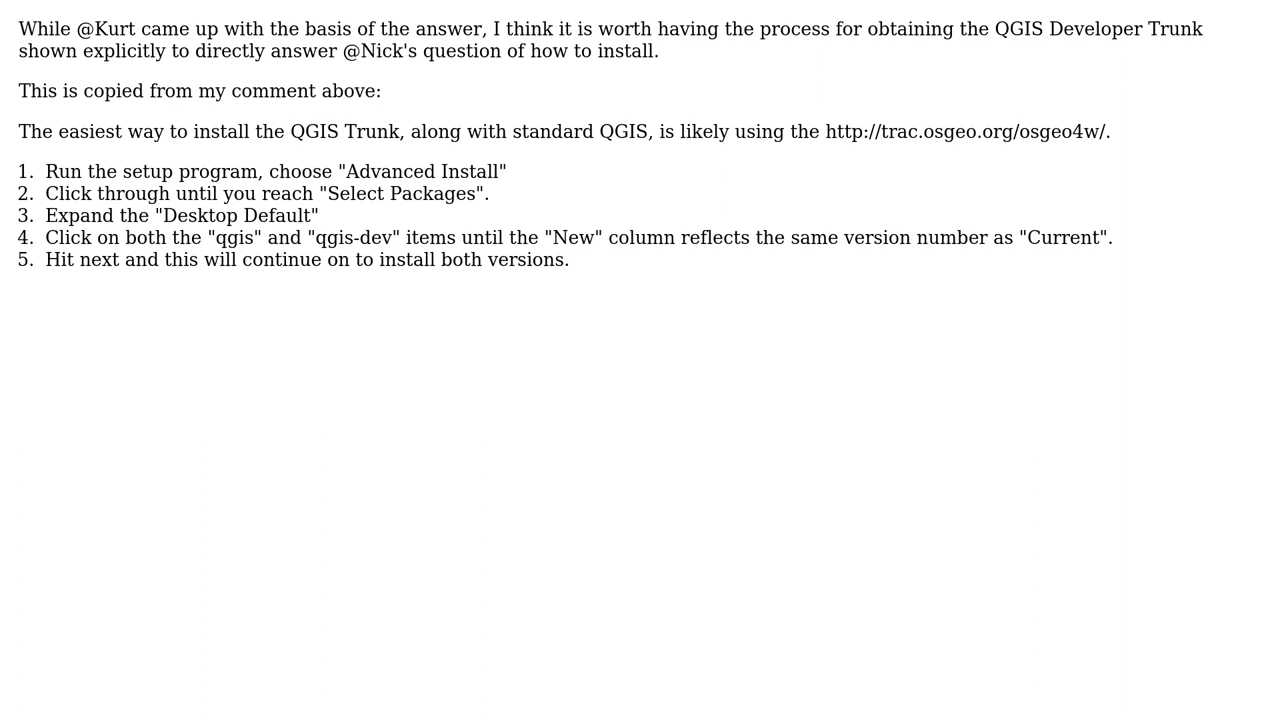 While @Kurt came up with the basis of the answer, I think it is worth having the process for obtaining the QGIS Developer Trunk
shown explicitly to directly answer @Nick's question of how to install.
This is copied from my comment above:
The easiest way to install the QGIS Trunk, along with standard QGIS, is likely using the http://trac.osgeo.org/osgeo4w/.
1. Run the setup program, choose "Advanced Install"
2. Click through until you reach "Select Packages".
3. Expand the "Desktop Default"
4. Click on both the "qgis" and "qgis-dev" items until the "New" column reflects the same version number as "Current".
5. Hit next and this will continue on to install both versions.